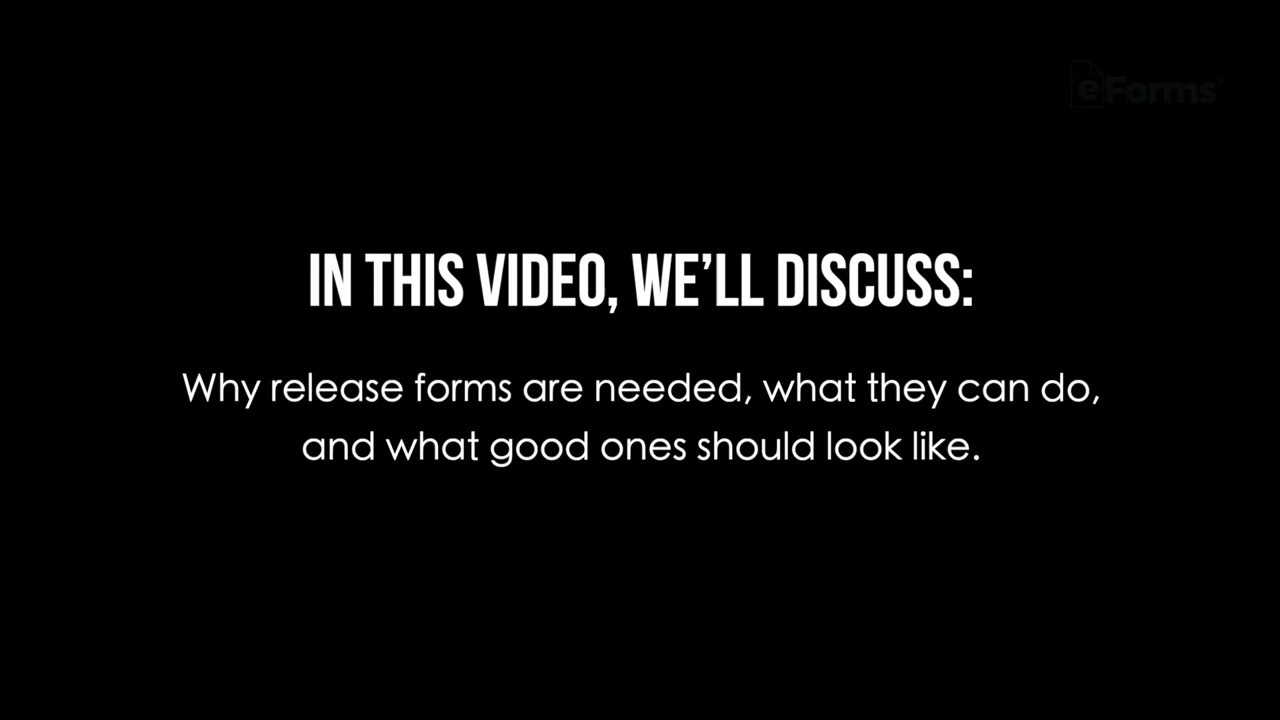 eForms
IN THIS VIDEO, WE'LL DISCUSS:
Why release forms are needed, what they can do,
and what good ones should look like.